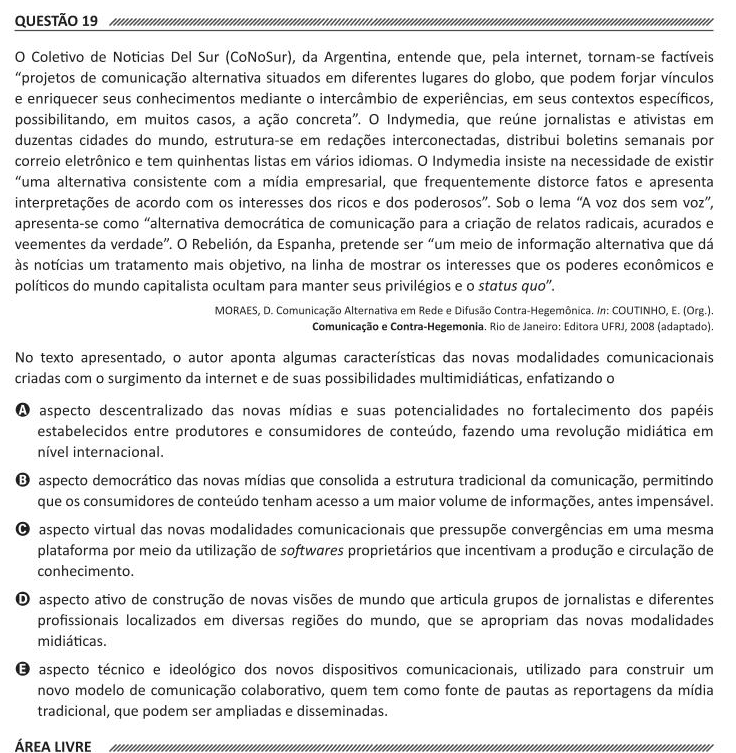 QUESTÃO 19
O Coletivo de Noticias Del Sur (CoNoSur), da Argentina, entende que, pela internet, tornam-se factíveis
“projetos de comunicação alternativa situados em diferentes lugares do globo, que podem forjar vínculos
e enriquecer seus conhecimentos mediante o intercâmbio de experiências, em seus contextos específicos,
possibilitando, em muitos casos, a ação concreta”. O Indymedia, que reúne jornalistas e ativistas em
duzentas cidades do mundo, estrutura-se em redações interconectadas, distribui boletins semanais por
correio eletrônico e tem quinhentas listas em vários idiomas. O Indymedia insiste na necessidade de existir
“uma alternativa consistente com a mídia empresarial, que frequentemente distorce fatos e apresenta
interpretações de acordo com os interesses dos ricos e dos poderosos”. Sob o lema “A voz dos sem voz”,
apresenta-se como “alternativa democrática de comunicação para a criação de relatos radicais, acurados e
veementes da verdade”. O Rebelión, da Espanha, pretende ser “um meio de informação alternativa que dá
às notícias um tratamento mais objetivo, na linha de mostrar os interesses que os poderes econômicos e
políticos do mundo capitalista ocultam para manter seus privilégios e o status quo”.
MORAES, D. Comunicação Alternativa em Rede e Difusão Contra-Hegemônica. In: COUTINHO, E. (Org.).
Comunicação e Contra-Hegemonia. Rio de Janeiro: Editora UFRJ, 2008 (adaptado).
No texto apresentado, o autor aponta algumas características das novas modalidades comunicacionais
criadas com o surgimento da internet e de suas possibilidades multimidiáticas, enfatizando o
A aspecto descentralizado das novas mídias e suas potencialidades no fortalecimento dos papéis
estabelecidos entre produtores e consumidores de conteúdo, fazendo uma revolução midiática em
nível internacional.
B aspecto democrático das novas mídias que consolida a estrutura tradicional da comunicação, permitindo
que os consumidores de conteúdo tenham acesso a um maior volume de informações, antes impensável.
C aspecto virtual das novas modalidades comunicacionais que pressupõe convergências em uma mesma
plataforma por meio da utilização de softwares proprietários que incentivam a produção e circulação de
conhecimento.
D aspecto ativo de construção de novas visões de mundo que articula grupos de jornalistas e diferentes
profissionais localizados em diversas regiões do mundo, que se apropriam das novas modalidades
midiáticas.
E aspecto técnico e ideológico dos novos dispositivos comunicacionais, utilizado para construir um
novo modelo de comunicação colaborativo, quem tem como fonte de pautas as reportagens da mídia
tradicional, que podem ser ampliadas e disseminadas.
ÁREA LIVRE